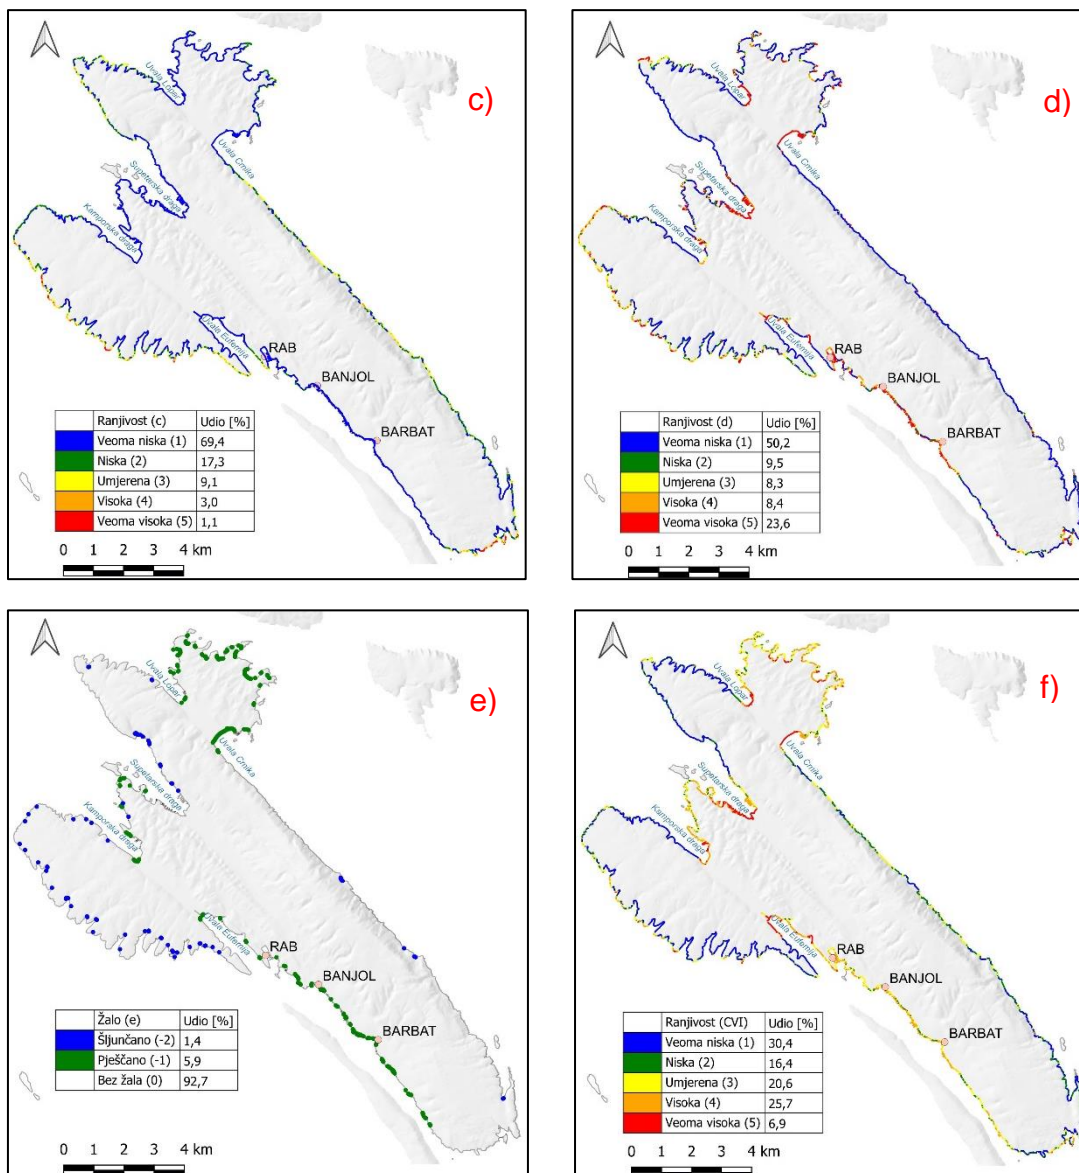 c)
Uvala Lopar
Uvala Crnika
Supetarska draga
Kamporska draga
Uvala Eufemija
RAB
BANJOL
BARBAT
Ranjivost (c) Udio [%]
Veoma niska (1) 69,4
Niska (2) 17,3
Umjerena (3) 9,1
Visoka (4) 3,0
Veoma visoka (5) 1,1
0 1 2 3 4 km
d)
Uvala Lopar
Uvala Crnika
Supetarska draga
Kamporska draga
Uvala Eufemija
RAB
BANJOL
BARBAT
Ranjivost (d) Udio [%]
Veoma niska (1) 50,2
Niska (2) 9,5
Umjerena (3) 8,3
Visoka (4) 8,4
Veoma visoka (5) 23,6
0 1 2 3 4 km
e)
Uvala Lopar
Uvala Crnika
Supetarska draga
Kamporska draga
Uvala Eufemija
RAB
BANJOL
BARBAT
Žalo (e) Udio [%]
Šljunčano (-2) 1,4
Pješčano (-1) 5,9
Bez žala (0) 92,7
0 1 2 3 4 km
f)
Uvala Lopar
Uvala Crnika
Supetarska draga
Kamporska draga
Uvala Eufemija
RAB
BANJOL
BARBAT
Ranjivost (CVI) Udio [%]
Veoma niska (1) 30,4
Niska (2) 16,4
Umjerena (3) 20,6
Visoka (4) 25,7
Veoma visoka (5) 6,9
0 1 2 3 4 km